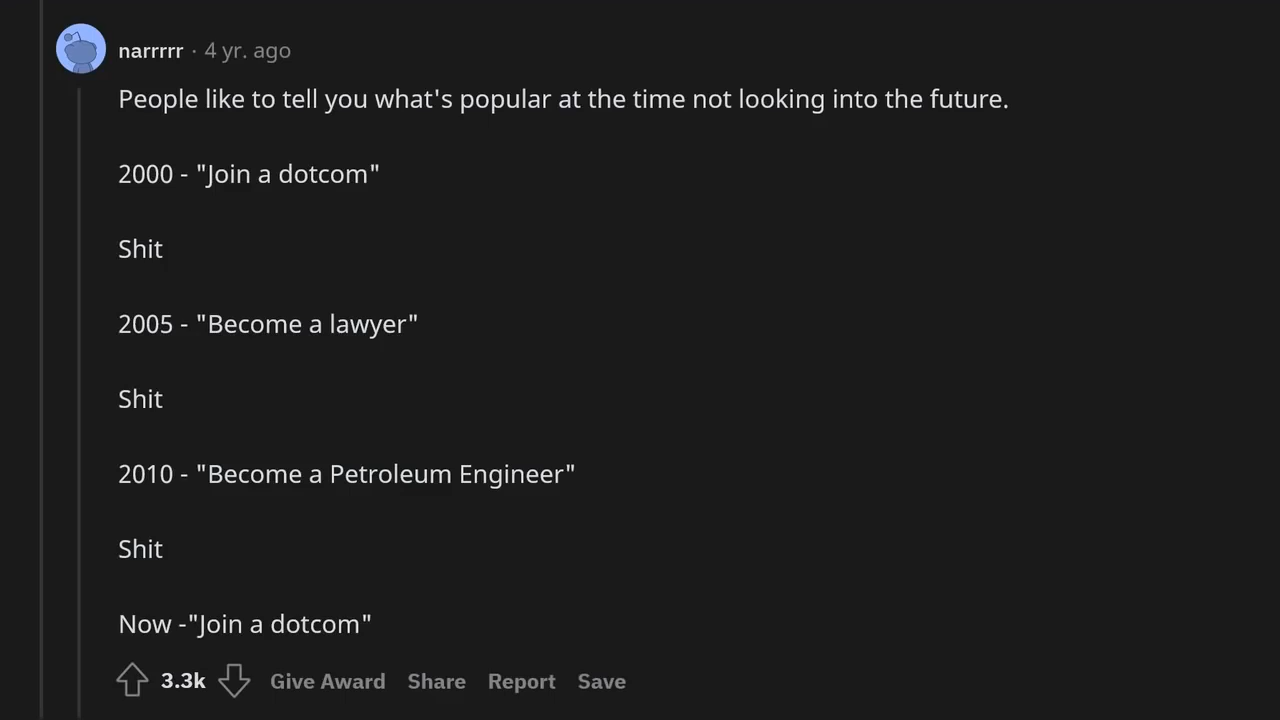 narrrrr · 4 yr. ago
People like to tell you what's popular at the time not looking into the future.
2000 - "Join a dotcom"
Shit
2005 - "Become a lawyer"
Shit
2010 - "Become a Petroleum Engineer"
Shit
Now -"Join a dotcom"
3.3k Give Award Share Report Save